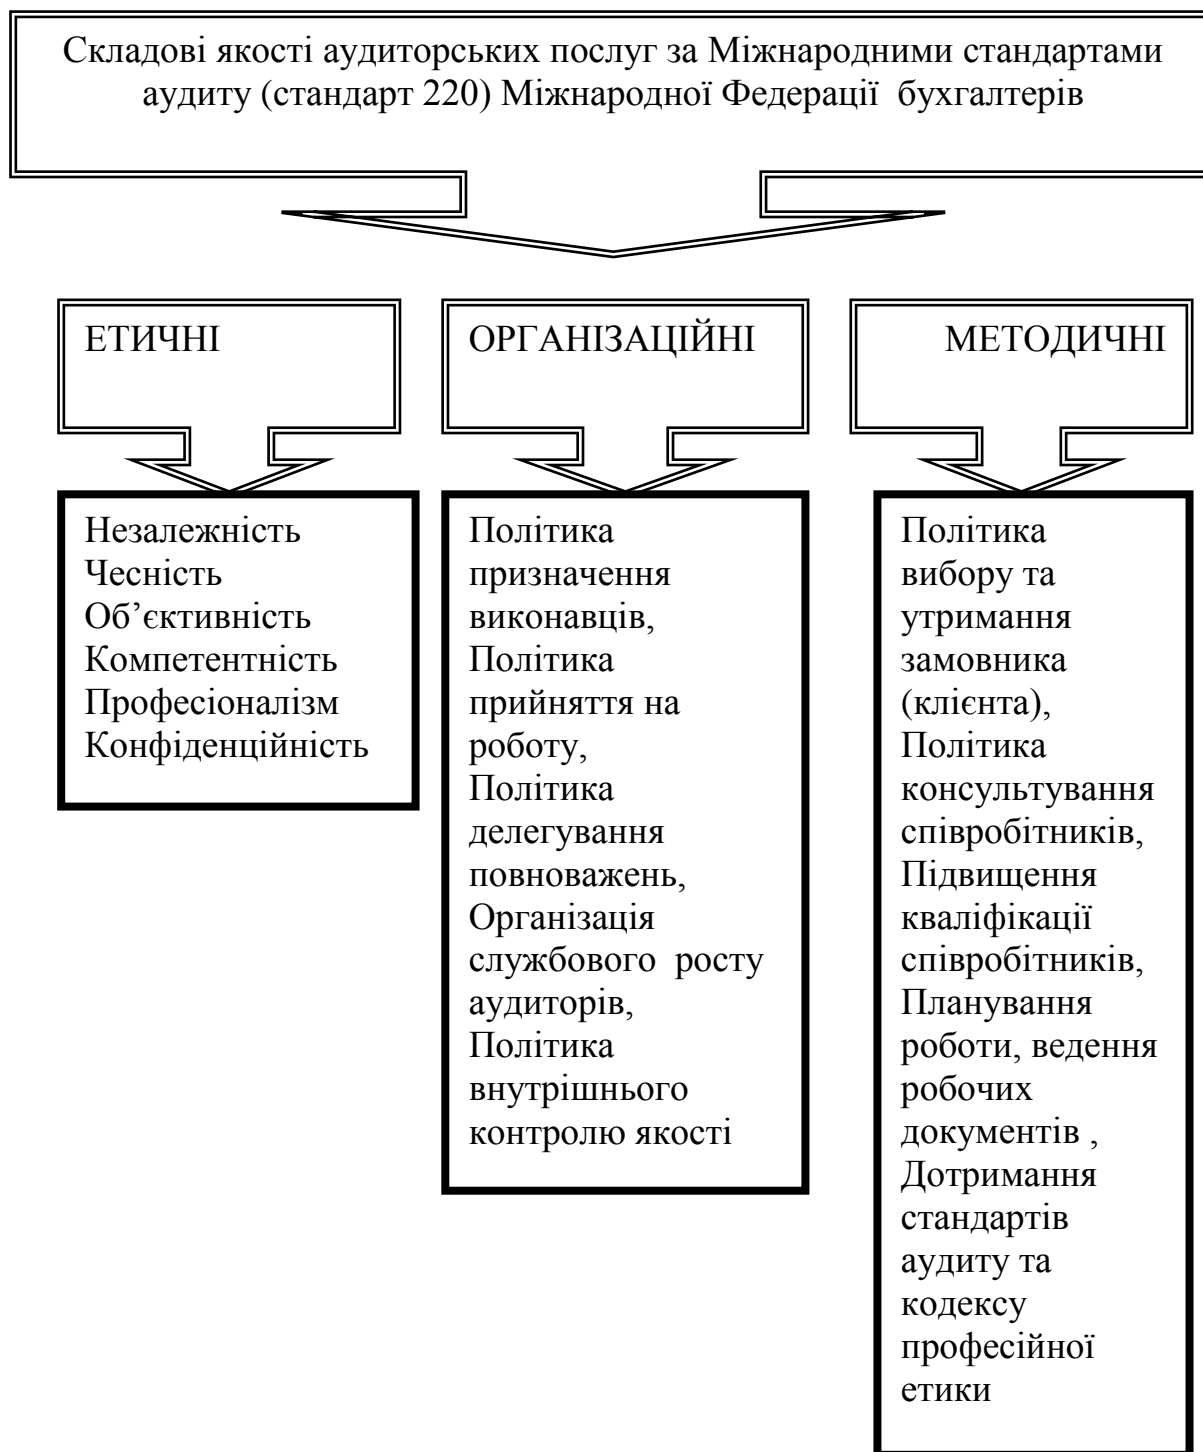 Складові якості аудиторських послуг за Міжнародними стандартами
аудиту (стандарт 220) Міжнародної Федерації бухгалтерів
ЕТИЧНІ
Незалежність
Чесність
Об’єктивність
Компетентність
Професіоналізм
Конфіденційність
ОРГАНІЗАЦІЙНІ
Політика
призначення
виконавців,
Політика
прийняття на
роботу,
Політика
делегування
повноважень,
Організація
службового росту
аудиторів,
Політика
внутрішнього
контролю якості
МЕТОДИЧНІ
Політика
вибору та
утримання
замовника
(клієнта),
Політика
консультування
співробітників,
Підвищення
кваліфікації
співробітників,
Планування
роботи, ведення
робочих
документів ,
Дотримання
стандартів
аудиту та
кодексу
професійної
етики